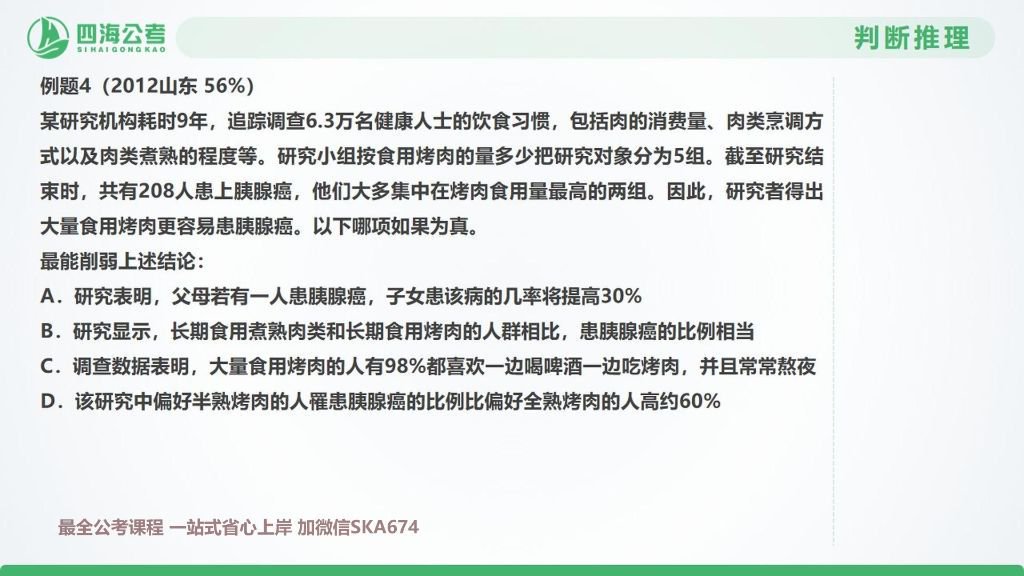 四海公考
SIHAIGONGKAO
判断推理
例题4（2012山东 56%）
某研究机构耗时9年，追踪调查6.3万名健康人士的饮食习惯，包括肉的消费量、肉类烹调方
式以及肉类煮熟的程度等。研究小组按食用烤肉的量多少把研究对象分为5组。截至研究结
束时，共有208人患上胰腺癌，他们大多集中在烤肉食用量最高的两组。因此，研究者得出
大量食用烤肉更容易患胰腺癌。以下哪项如果为真。
最能削弱上述结论：
A．研究表明，父母若有一人患胰腺癌，子女患该病的几率将提高30%
B．研究显示，长期食用煮熟肉类和长期食用烤肉的人群相比，患胰腺癌的比例相当
C．调查数据表明，大量食用烤肉的人有98%都喜欢一边喝啤酒一边吃烤肉，并且常常熬夜
D．该研究中偏好半熟烤肉的人罹患胰腺癌的比例比偏好全熟烤肉的人高约60%
最全公考课程 一站式省心上岸 加微信SKA674